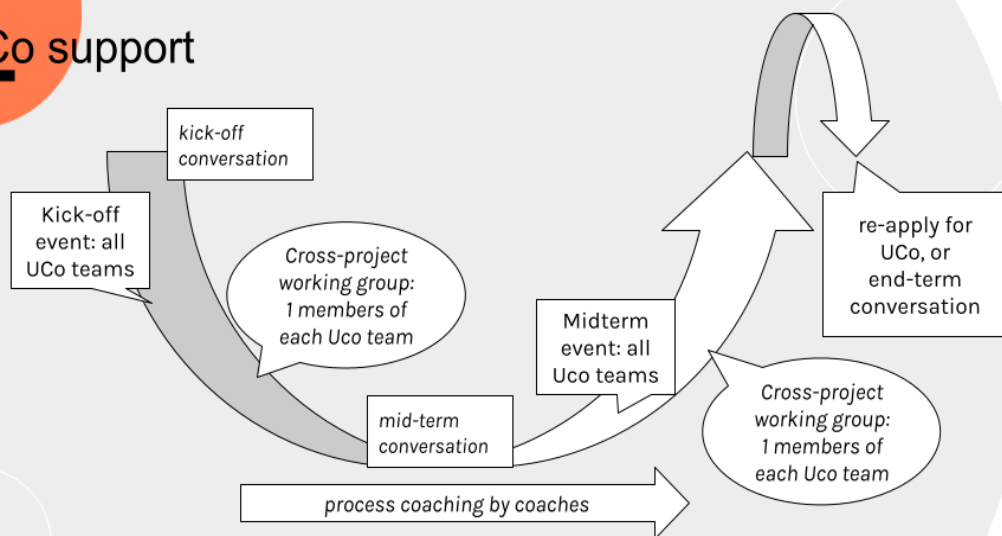 Co support
kick-off
conversation
Kick-off
event: all
UCo teams
Cross-project
working group:
1 members of
each Uco team
mid-term
conversation
Midterm
event: all
Uco teams
re-apply for
UCo, or
end-term
conversation
Cross-project
working group:
1 members of
each Uco team
process coaching by coaches